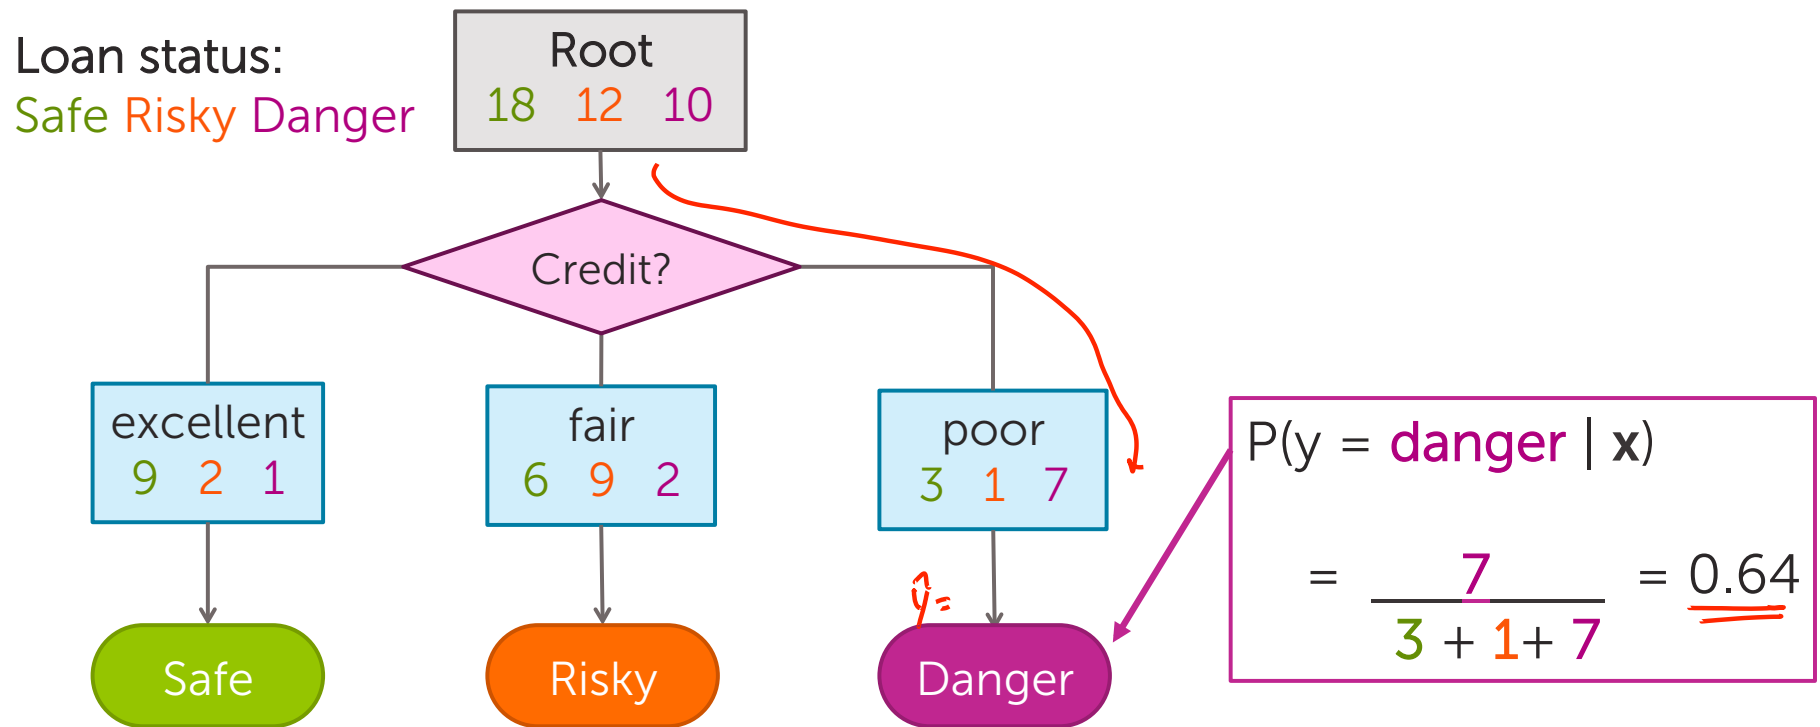 Loan status:
Safe Risky Danger
Root
18 12 10
Credit?
excellent
9 2 1
fair
6 9 2
poor
3 1 7
P(y = danger | x)
= 7 / 3 + 1+ 7 = 0.64
ŷ=
Safe
Risky
Danger